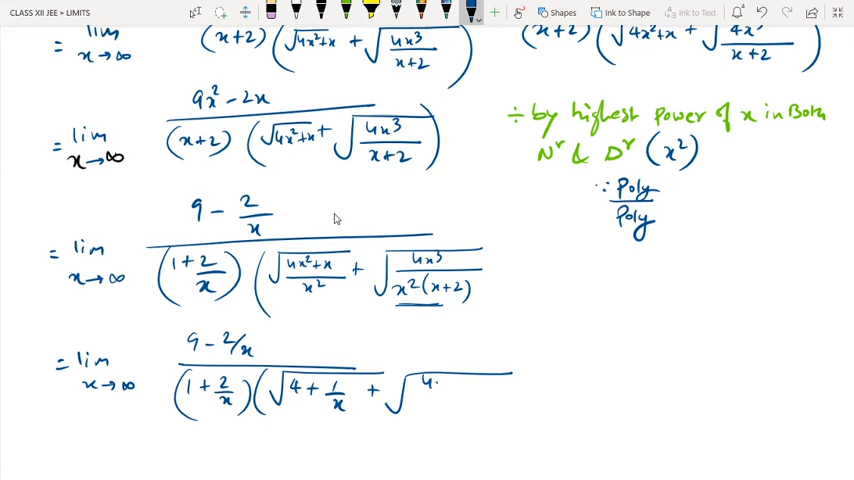 CLASS XII JEE » LIMITS
Shapes
Ink to Shape
Ink to Text
= lim x→∞ (x+2) (√4x²+x + √4x³/x+2) (x+2) (√4x²+x + √4x³/x+2)
= lim x→∞ 9x² - 2x / (x+2) (√4x²+x + √4x³/x+2)
÷ by highest power of x in Both
Nʳ & Dʳ (x²)
∵ Poly/Poly
= lim x→∞ 9 - 2/x / (1+2/x) (√4x²+x/x² + √4x³/x²(x+2))
= lim x→∞ 9 - 2/x / (1+2/x) (√4+1/x + √4